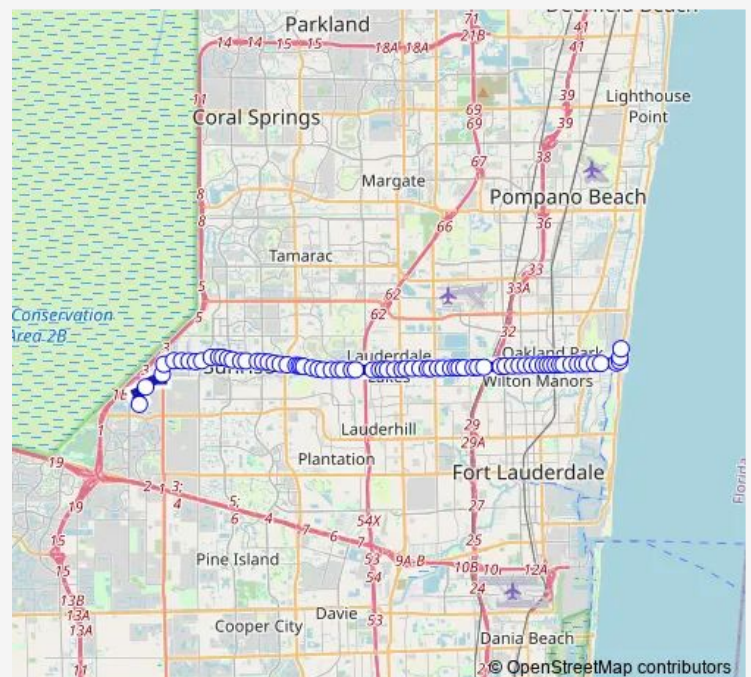 Deerfield Beach
Parkland
71
41
14 14 15 15 18A 18A
21B
41
39
Lighthouse
Point
11
69
69
39
Coral Springs
38
67
Margate
8
8
Pompano Beach
66
36
Tamarac
33
5
62
33A
Conservation
Area 2B
5
62
32
3
Lauderdale
Lakes
Oakland Park
3
Sunrise
Wilton Manors
1
29
29A
Lauderhill
19
Plantation
Fort Lauderdale
Florida
2 1 3;
4
5;
6
4
19
7
6
7
27
15
54X
25
15
Pine Island
53
54
9A-B
10B
10
12A
24
13B
13A
13A
Davie
53
Cooper City
Dania Beach
11
© OpenStreetMap contributors